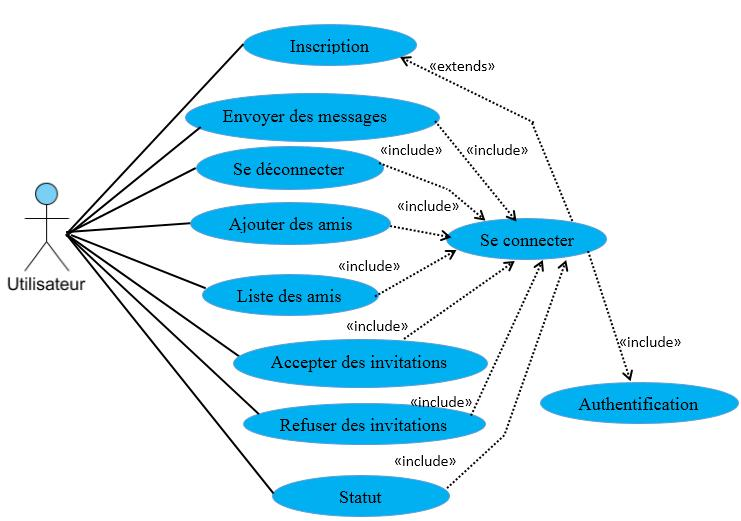 Inscription
«extends»
Envoyer des messages
«include»
«include»
Se déconnecter
«include»
Ajouter des amis
Se connecter
«include»
Utilisateur
Liste des amis
«include»
«include»
Accepter des invitations
«include»
Authentification
Refuser des invitations
«include»
Statut